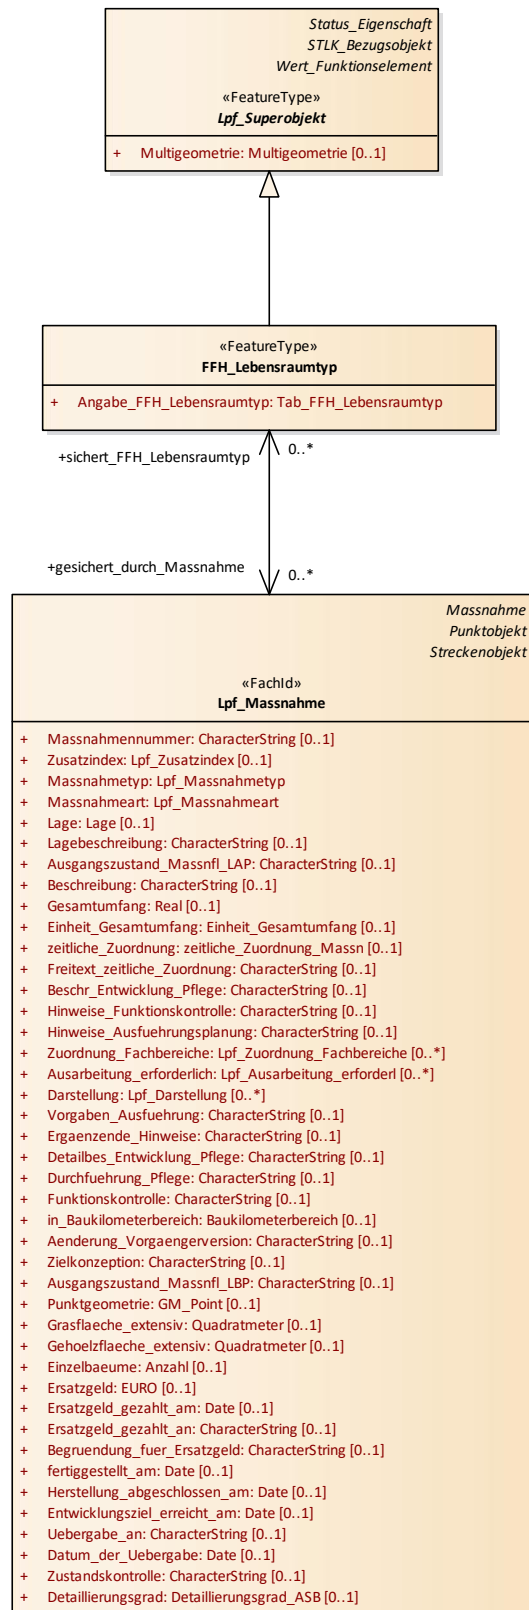 Status_Eigenschaft
STLK_Bezugsobjekt
Wert_Funktionselement
«FeatureType»
Lpf_Superobjekt
+ Multigeometrie: Multigeometrie [0..1]
«FeatureType»
FFH_Lebensraumtyp
+ Angabe_FFH_Lebensraumtyp: Tab_FFH_Lebensraumtyp
+sichert_FFH_Lebensraumtyp 0..*
+gesichert_durch_Massnahme 0..*
Massnahme
Punktobjekt
Streckenobjekt
«FachId»
Lpf_Massnahme
+ Massnahmennummer: CharacterString [0..1]
+ Zusatzindex: Lpf_Zusatzindex [0..1]
+ Massnahmetyp: Lpf_Massnahmetyp
+ Massnahmeart: Lpf_Massnahmeart
+ Lage: Lage [0..1]
+ Lagebeschreibung: CharacterString [0..1]
+ Ausgangszustand_Massnfl_LAP: CharacterString [0..1]
+ Beschreibung: CharacterString [0..1]
+ Gesamtumfang: Real [0..1]
+ Einheit_Gesamtumfang: Einheit_Gesamtumfang [0..1]
+ zeitliche_Zuordnung: zeitliche_Zuordnung_Massn [0..1]
+ Freitext_zeitliche_Zuordnung: CharacterString [0..1]
+ Beschr_Entwicklung_Pflege: CharacterString [0..1]
+ Hinweise_Funktionskontrolle: CharacterString [0..1]
+ Hinweise_Ausfuehrungsplanung: CharacterString [0..1]
+ Zuordnung_Fachbereiche: Lpf_Zuordnung_Fachbereiche [0..*]
+ Ausarbeitung_erforderlich: Lpf_Ausarbeitung_erforderl [0..*]
+ Darstellung: Lpf_Darstellung [0..*]
+ Vorgaben_Ausfuehrung: CharacterString [0..1]
+ Ergaenzende_Hinweise: CharacterString [0..1]
+ Detailbes_Entwicklung_Pflege: CharacterString [0..1]
+ Durchfuehrung_Pflege: CharacterString [0..1]
+ Funktionskontrolle: CharacterString [0..1]
+ in_Baukilometerbereich: Baukilometerbereich [0..1]
+ Aenderung_Vorgaengerversion: CharacterString [0..1]
+ Zielkonzeption: CharacterString [0..1]
+ Ausgangszustand_Massnfl_LBP: CharacterString [0..1]
+ Punktgeometrie: GM_Point [0..1]
+ Grasflaeche_extensiv: Quadratmeter [0..1]
+ Gehoelzflaeche_extensiv: Quadratmeter [0..1]
+ Einzelbaeume: Anzahl [0..1]
+ Ersatzgeld: EURO [0..1]
+ Ersatzgeld_gezahlt_am: Date [0..1]
+ Ersatzgeld_gezahlt_an: CharacterString [0..1]
+ Begruendung_fuer_Ersatzgeld: CharacterString [0..1]
+ fertiggestellt_am: Date [0..1]
+ Herstellung_abgeschlossen_am: Date [0..1]
+ Entwicklungsziel_erreicht_am: Date [0..1]
+ Uebergabe_an: CharacterString [0..1]
+ Datum_der_Uebergabe: Date [0..1]
+ Zustandskontrolle: CharacterString [0..1]
+ Detaillierungsgrad: Detaillierungsgrad_ASB [0..1]